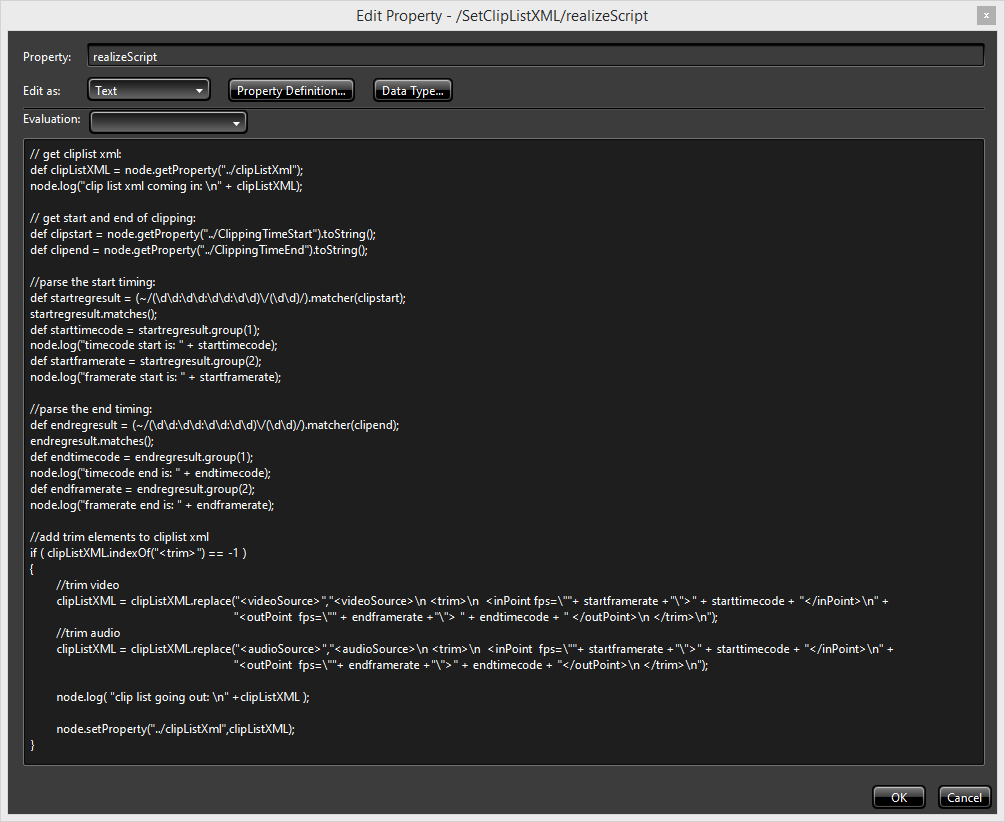 Edit Property - /SetClipListXML/realizeScript
x
Property: realizeScript
Edit as: Text Property Definition... Data Type...
Evaluation:
// get cliplist xml:
def clipListXML = node.getProperty("../clipListXml");
node.log("clip list xml coming in: \n" + clipListXML);
// get start and end of clipping:
def clipstart = node.getProperty("../ClippingTimeStart").toString();
def clipend = node.getProperty("../ClippingTimeEnd").toString();
//parse the start timing:
def startregresult = (~/(\d\d:\d\d:\d\d:\d\d)\/(\d\d)/).matcher(clipstart);
startregresult.matches();
def starttimecode = startregresult.group(1);
node.log("timecode start is: " + starttimecode);
def startframerate = startregresult.group(2);
node.log("framerate start is: " + startframerate);
//parse the end timing:
def endregresult = (~/(\d\d:\d\d:\d\d:\d\d)\/(\d\d)/).matcher(clipend);
endregresult.matches();
def endtimecode = endregresult.group(1);
node.log("timecode end is: " + endtimecode);
def endframerate = endregresult.group(2);
node.log("framerate end is: " + endframerate);
//add trim elements to cliplist xml
if ( clipListXML.indexOf("<trim>") == -1 )
{
//trim video
clipListXML = clipListXML.replace("<videoSource>","<videoSource>\n <trim>\n  <inPoint fps=\""+ startframerate +"\">" + starttimecode + "</inPoint>\n" +
"<outPoint  fps=\"" + endframerate +"\"> " + endtimecode + " </outPoint>\n </trim>\n");
//trim audio
clipListXML = clipListXML.replace("<audioSource>","<audioSource>\n <trim>\n  <inPoint  fps=\""+ startframerate +"\">" + starttimecode + "</inPoint>\n" +
"<outPoint  fps=\""+ endframerate +"\">" + endtimecode + "</outPoint>\n </trim>\n");
node.log( "clip list going out: \n" +clipListXML );
node.setProperty("../clipListXml",clipListXML);
}
OK Cancel